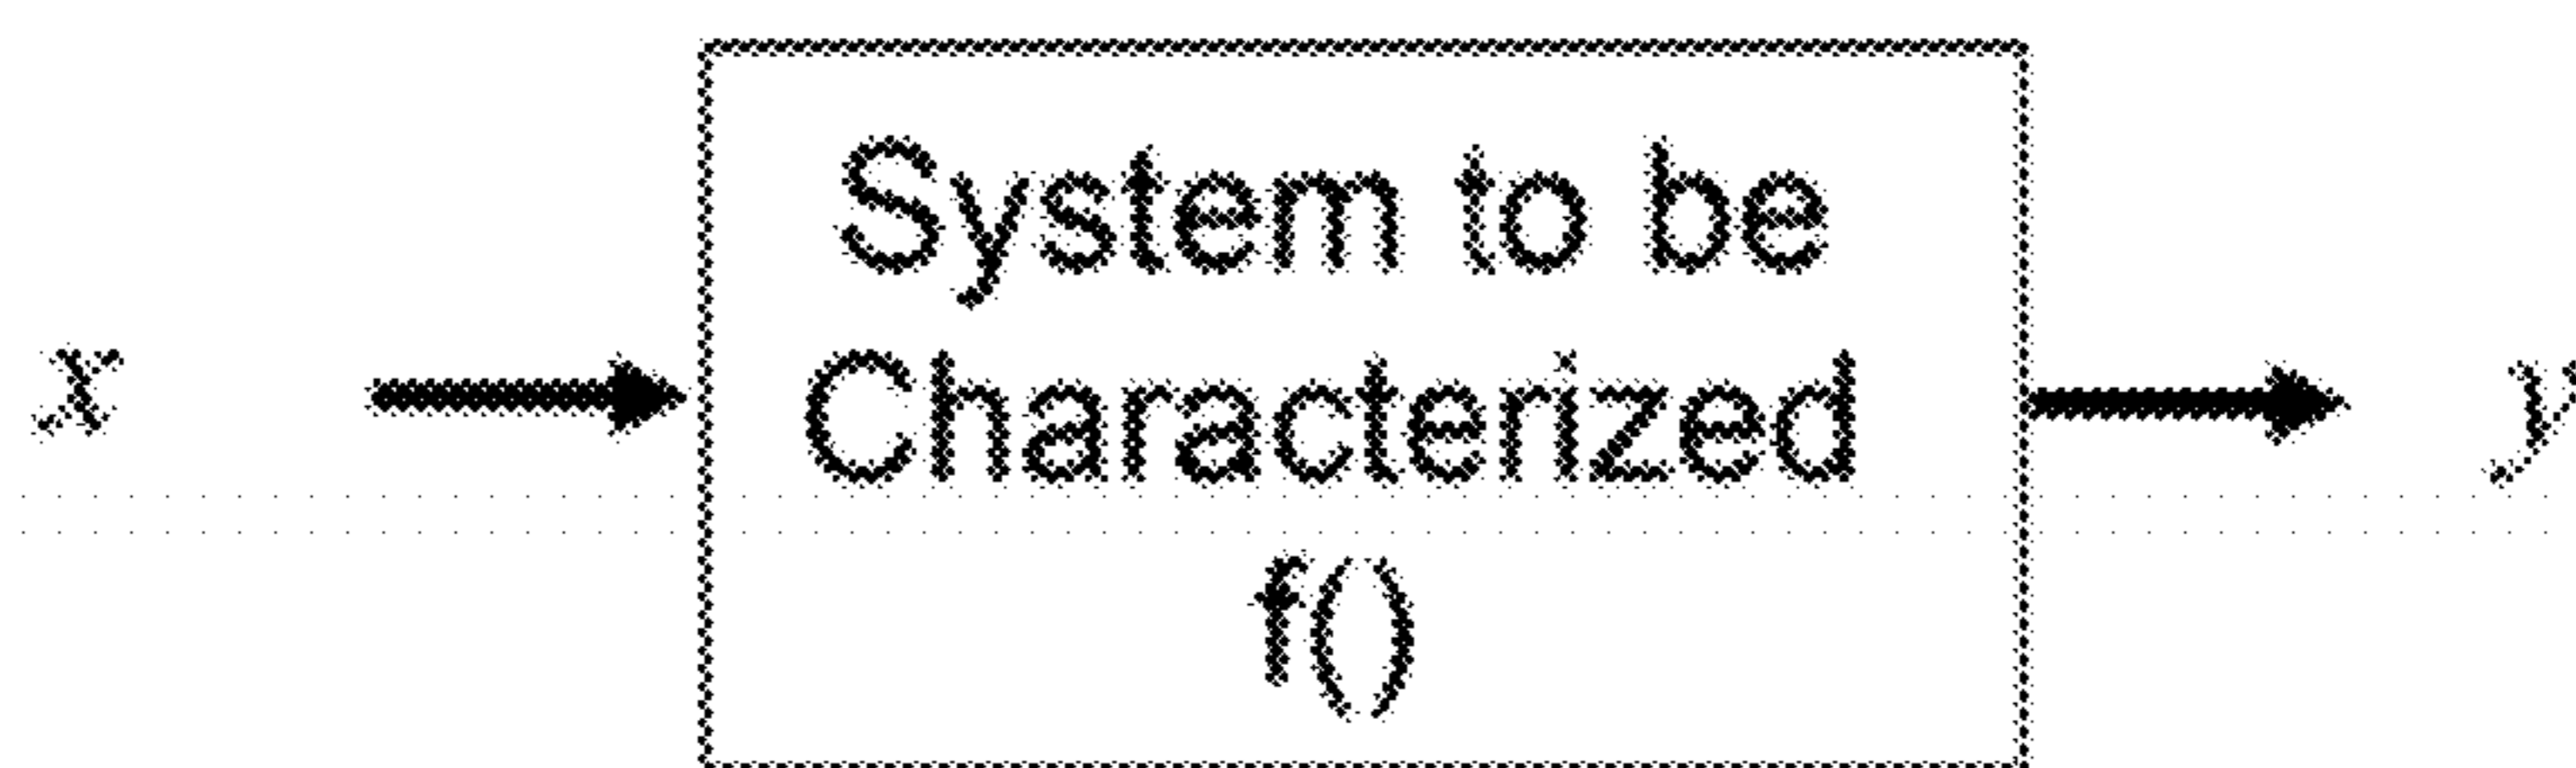 System to be
x Characterized y
f()